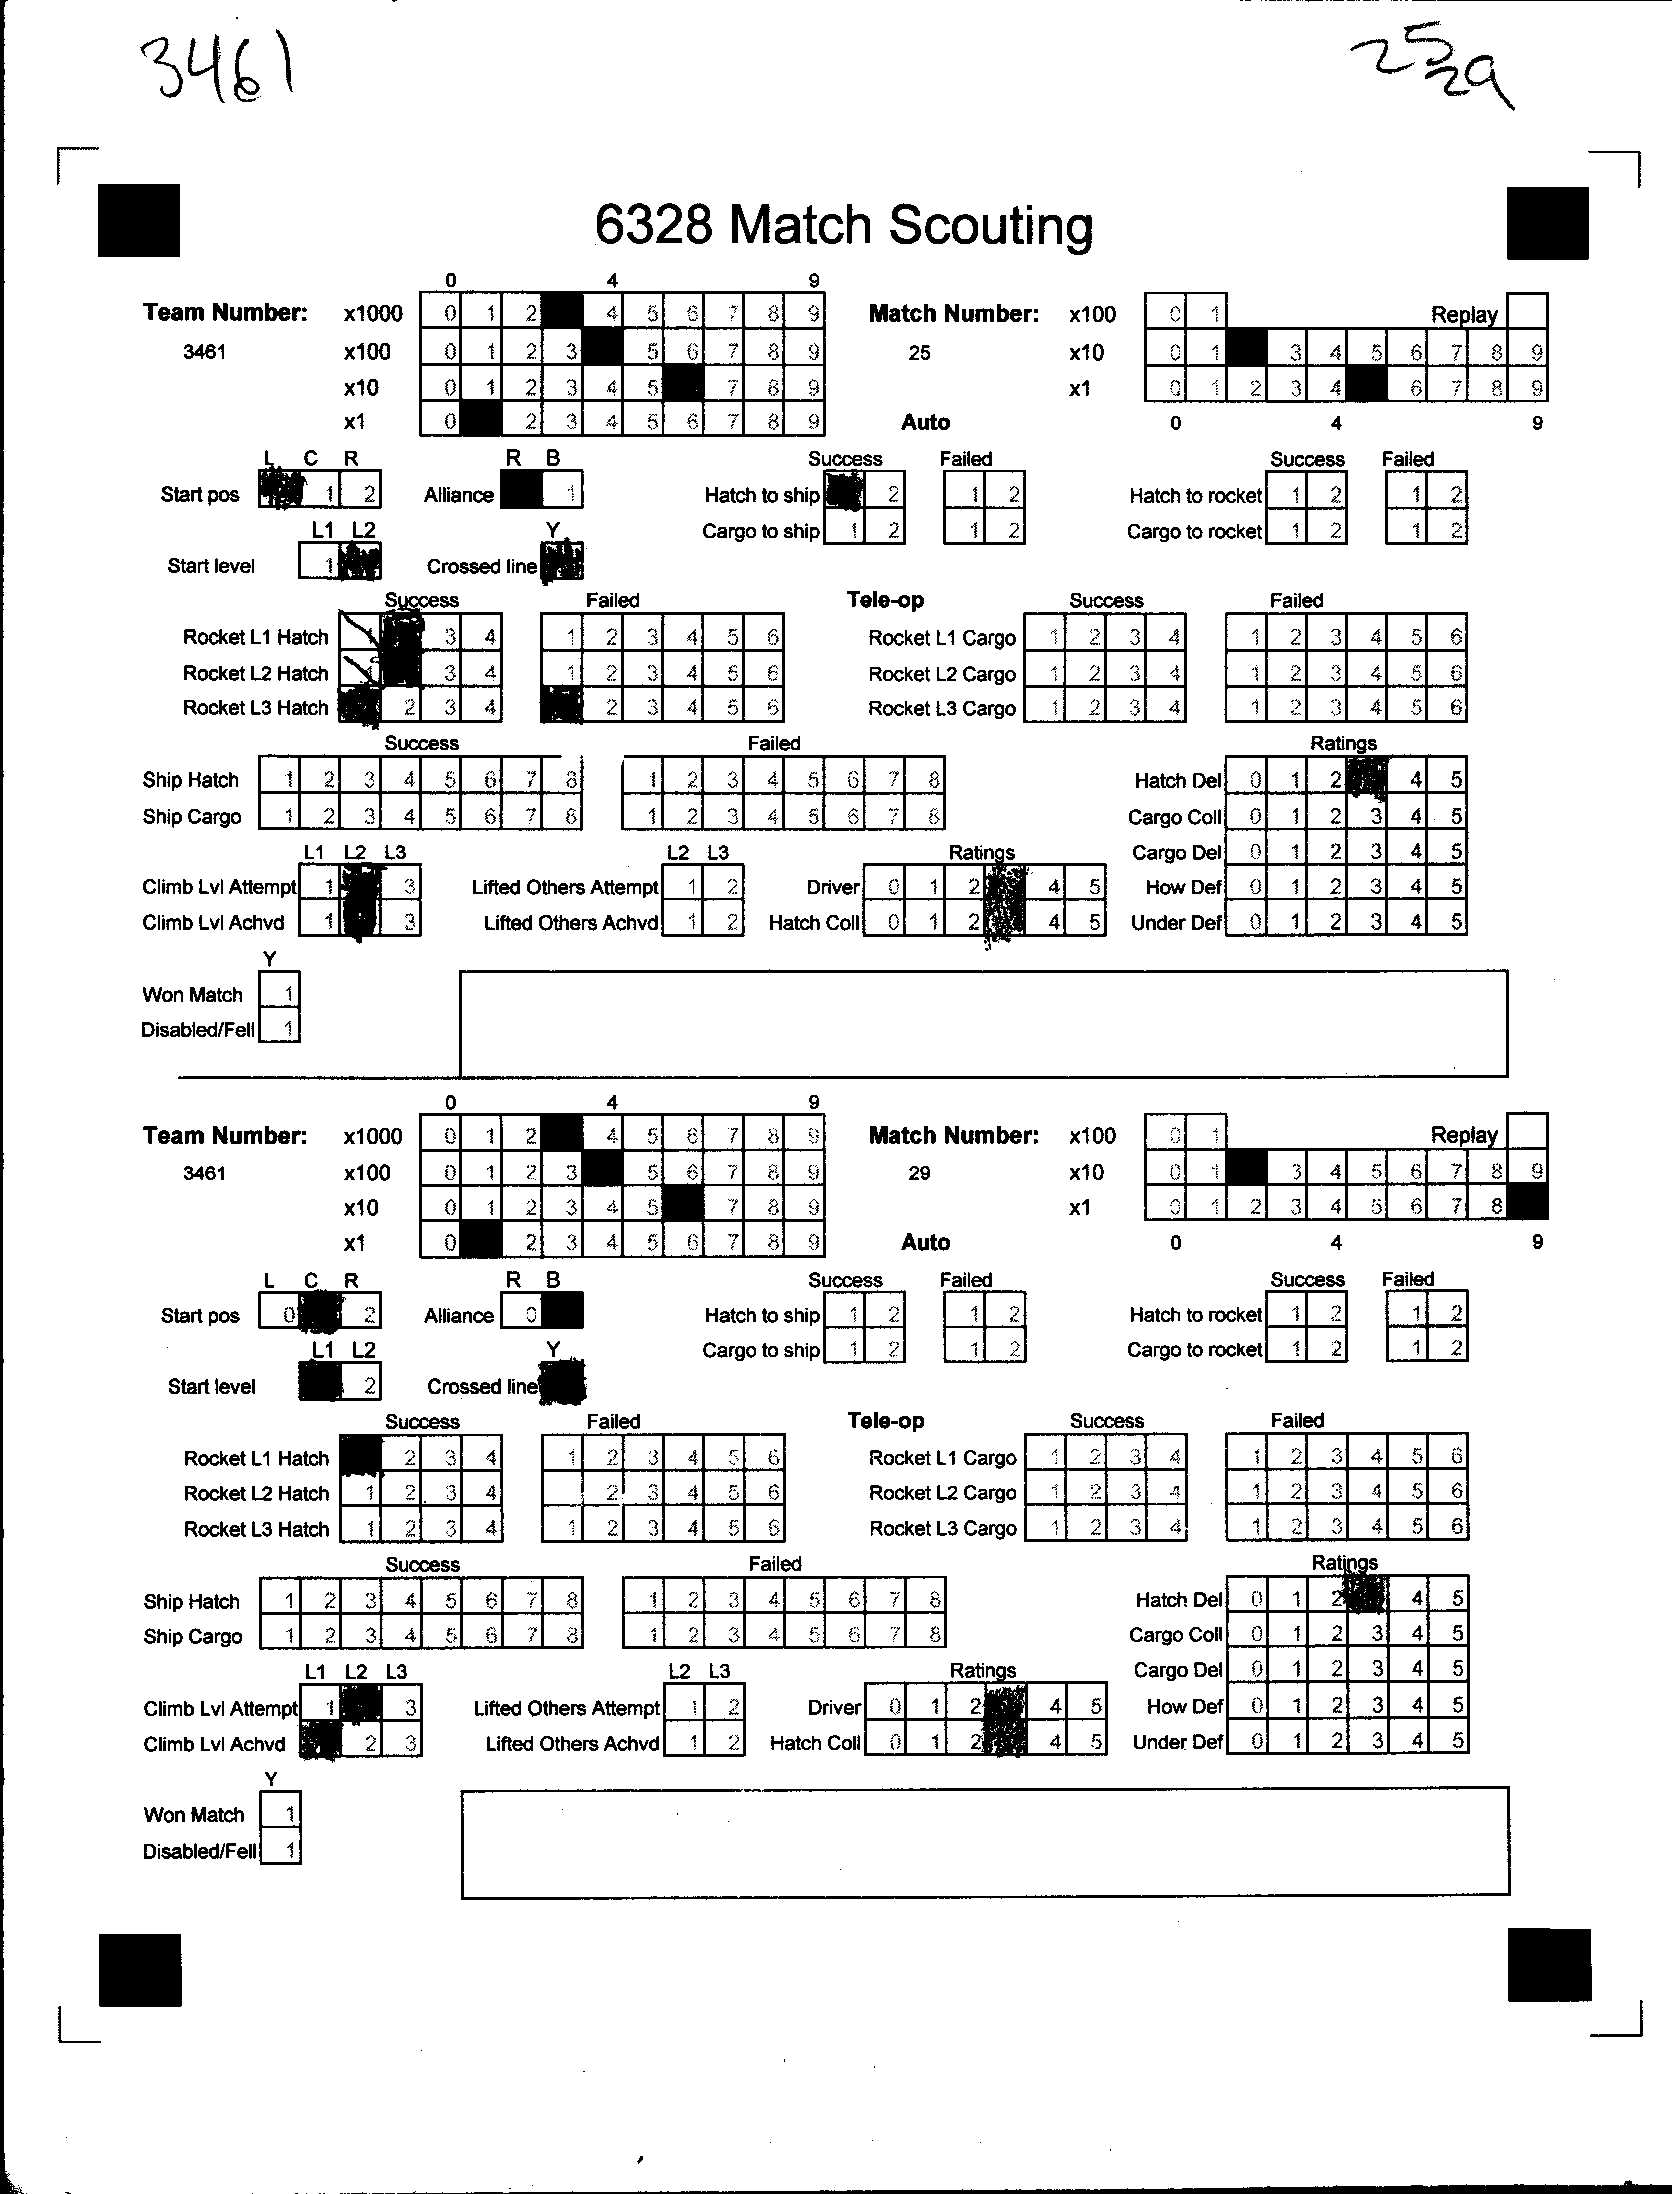 3461 25
29
6328 Match Scouting
0 4 9
Team Number: x1000 0 1 2 4 5 6 7 8 9 Match Number: x100 0 1 Replay
3461 x100 0 1 2 3 5 6 7 8 9 25 x10 0 1 3 4 5 6 7 8 9
x10 0 1 2 3 4 5 7 8 9 x1 0 1 2 3 4 6 7 8 9
x1 0 2 3 4 5 6 7 8 9 Auto 0 4 9
L C R R B Success Failed Success Failed
Start pos 1 2 Alliance 1 Hatch to ship 2 1 2 Hatch to rocket 1 2 1 2
L1 L2 Y Cargo to ship 1 2 1 2 Cargo to rocket 1 2 1 2
Start level 1 Crossed line
Success Failed Tele-op Success Failed
Rocket L1 Hatch 3 4 1 2 3 4 5 6 Rocket L1 Cargo 1 2 3 4 1 2 3 4 5 6
Rocket L2 Hatch 1 3 4 1 2 3 4 5 6 Rocket L2 Cargo 1 2 3 4 1 2 3 4 5 6
Rocket L3 Hatch 2 3 4 2 3 4 5 6 Rocket L3 Cargo 1 2 3 4 1 2 3 4 5 6
Success Failed Ratings
Ship Hatch 1 2 3 4 5 6 7 8 1 2 3 4 5 6 7 8 Hatch Del 0 1 2 4 5
Ship Cargo 1 2 3 4 5 6 7 8 1 2 3 4 5 6 7 8 Cargo Coll 0 1 2 3 4 5
L1 L2 L3 L2 L3 Ratings Cargo Del 0 1 2 3 4 5
Climb Lvl Attempt 1 3 Lifted Others Attempt 1 2 Driver 0 1 2 4 5 How Def 0 1 2 3 4 5
Climb Lvl Achvd 1 3 Lifted Others Achvd 1 2 Hatch Coll 0 1 2 4 5 Under Def 0 1 2 3 4 5
Y
Won Match 1
Disabled/Fell 1
0 4 9
Team Number: x1000 0 1 2 4 5 6 7 8 9 Match Number: x100 0 1 Replay
3461 x100 0 1 2 3 5 6 7 8 9 29 x10 0 1 3 4 5 6 7 8 9
x10 0 1 2 3 4 5 7 8 9 x1 0 1 2 3 4 5 6 7 8
x1 0 2 3 4 5 6 7 8 9 Auto 0 4 9
L C R R B Success Failed Success Failed
Start pos 0 2 Alliance 0 Hatch to ship 1 2 1 2 Hatch to rocket 1 2 1 2
L1 L2 Y Cargo to ship 1 2 1 2 Cargo to rocket 1 2 1 2
Start level 2 Crossed line
Success Failed Tele-op Success Failed
Rocket L1 Hatch 2 3 4 1 2 3 4 5 6 Rocket L1 Cargo 1 2 3 4 1 2 3 4 5 6
Rocket L2 Hatch 1 2 3 4 2 3 4 5 6 Rocket L2 Cargo 1 2 3 4 1 2 3 4 5 6
Rocket L3 Hatch 1 2 3 4 1 2 3 4 5 6 Rocket L3 Cargo 1 2 3 4 1 2 3 4 5 6
Success Failed Ratings
Ship Hatch 1 2 3 4 5 6 7 8 1 2 3 4 5 6 7 8 Hatch Del 0 1 2 4 5
Ship Cargo 1 2 3 4 5 6 7 8 1 2 3 4 5 6 7 8 Cargo Coll 0 1 2 3 4 5
L1 L2 L3 L2 L3 Ratings Cargo Del 0 1 2 3 4 5
Climb Lvl Attempt 1 3 Lifted Others Attempt 1 2 Driver 0 1 2 4 5 How Def 0 1 2 3 4 5
Climb Lvl Achvd 2 3 Lifted Others Achvd 1 2 Hatch Coll 0 1 2 4 5 Under Def 0 1 2 3 4 5
Y
Won Match 1
Disabled/Fell 1